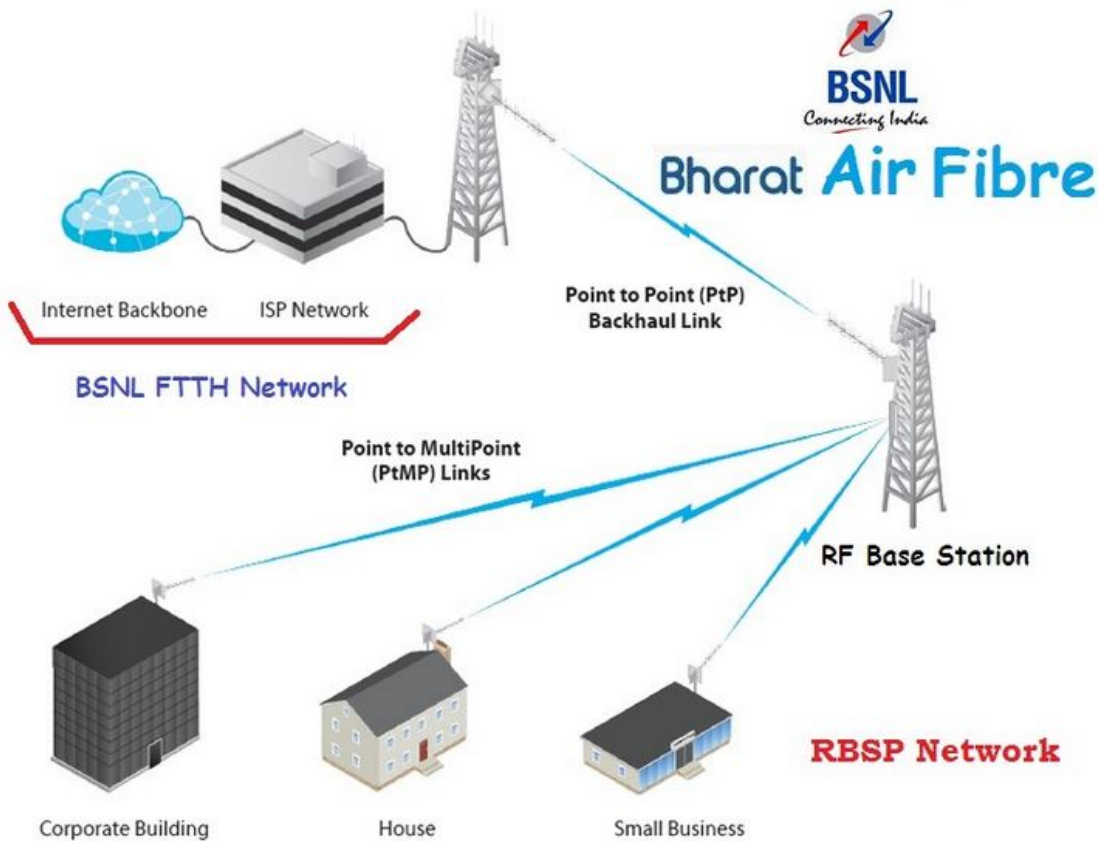 BSNL
Connecting India
Bharat Air Fibre
Internet Backbone
ISP Network
BSNL FTTH Network
Point to Point (PtP)
Backhaul Link
Point to MultiPoint
(PtMP) Links
RF Base Station
RBSP Network
Corporate Building
House
Small Business